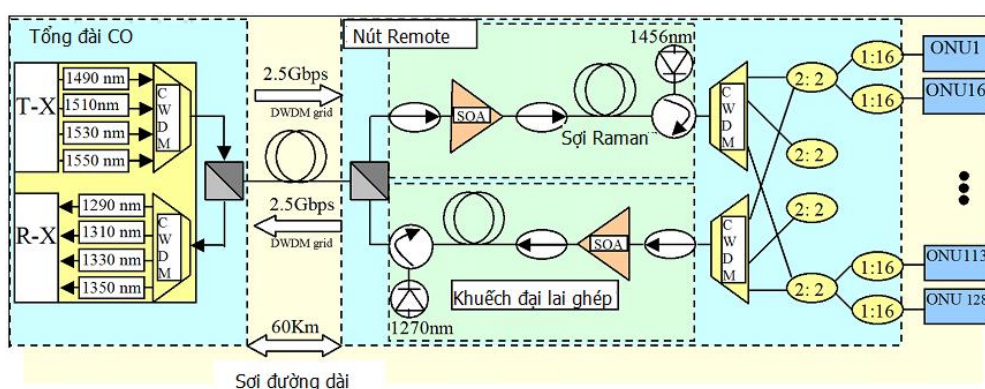 Tổng đài CO
Nút Remote
1456nm
T-X
1490 nm
1510nm
1530 nm
1550 nm
CWDM
2.5Gbps
DWDM grid
SOA
Sợi Raman
CWDM
2: 2
1:16
ONU1
1:16
ONU16
2: 2
R-X
1290 nm
1310 nm
1330 nm
1350 nm
CWDM
2.5Gbps
DWDM grid
SOA
CWDM
2: 2
2: 2
1:16
ONU113
1:16
ONU 128
Khuếch đại lai ghép
1270nm
60Km
Sợi đường dài